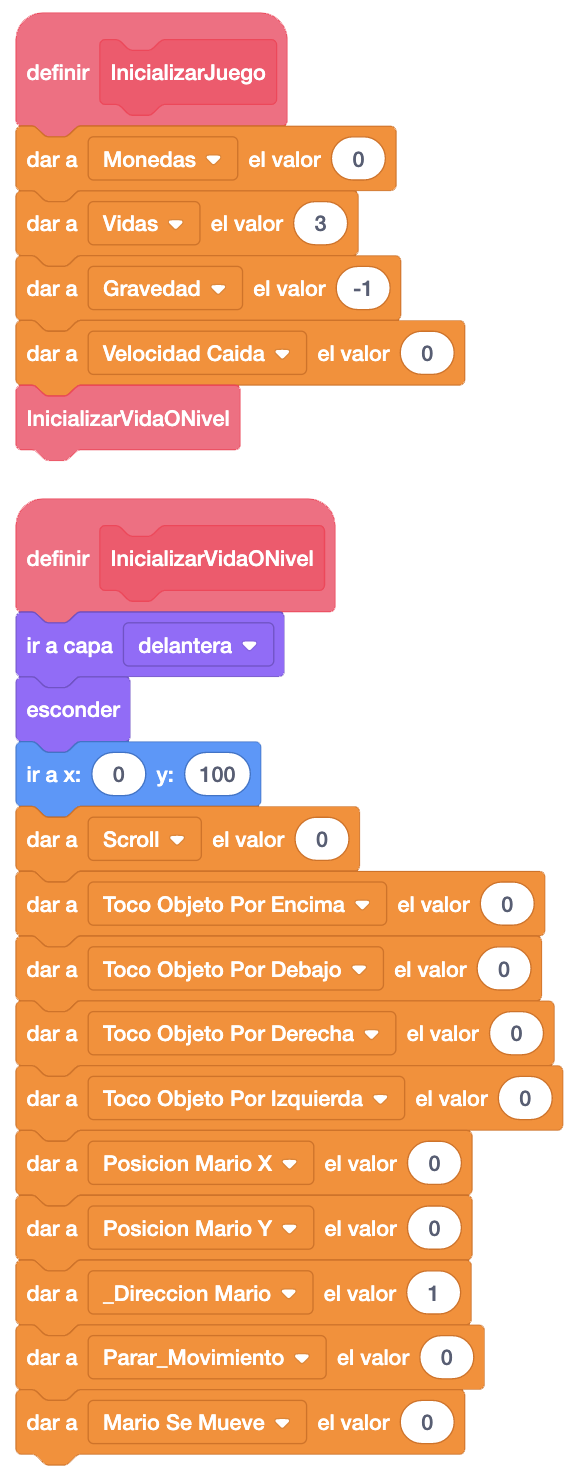 definir InicializarJuego
dar a Monedas el valor 0
dar a Vidas el valor 3
dar a Gravedad el valor -1
dar a Velocidad Caida el valor 0
InicializarVidaONivel
definir InicializarVidaONivel
ir a capa delantera
esconder
ir a x: 0 y: 100
dar a Scroll el valor 0
dar a Toco Objeto Por Encima el valor 0
dar a Toco Objeto Por Debajo el valor 0
dar a Toco Objeto Por Derecha el valor 0
dar a Toco Objeto Por Izquierda el valor 0
dar a Posicion Mario X el valor 0
dar a Posicion Mario Y el valor 0
dar a _Direccion Mario el valor 1
dar a Parar_Movimiento el valor 0
dar a Mario Se Mueve el valor 0